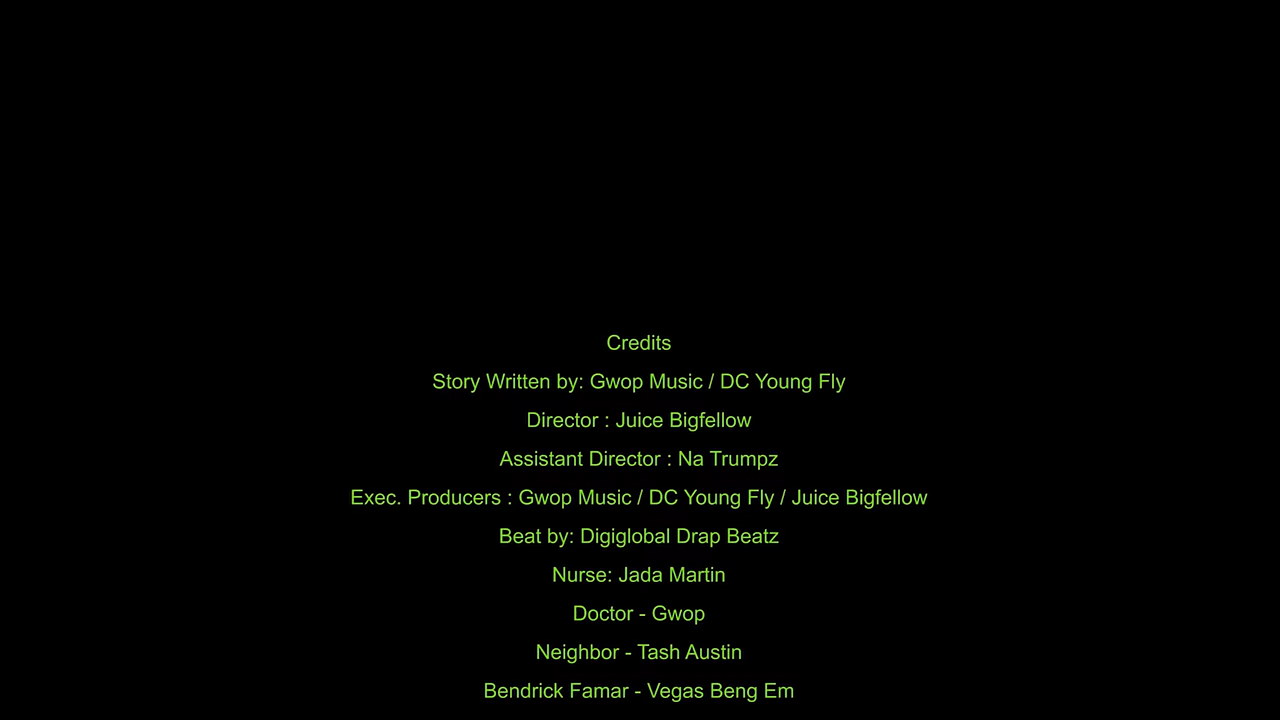 Credits
Story Written by: Gwop Music / DC Young Fly
Director : Juice Bigfellow
Assistant Director : Na Trumpz
Exec. Producers : Gwop Music / DC Young Fly / Juice Bigfellow
Beat by: Digiglobal Drap Beatz
Nurse: Jada Martin
Doctor - Gwop
Neighbor - Tash Austin
Bendrick Famar - Vegas Beng Em